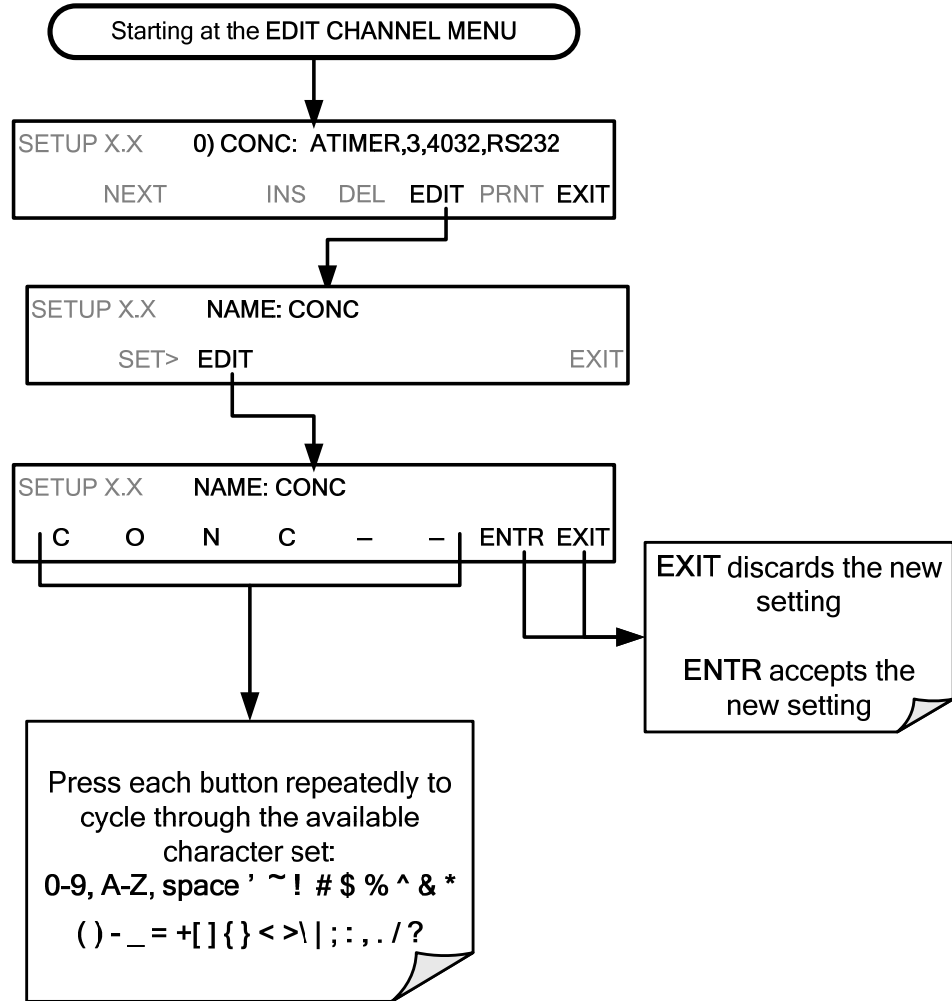 Starting at the EDIT CHANNEL MENU
SETUP X.X 0) CONC: ATIMER,3,4032,RS232
NEXT INS DEL EDIT PRNT EXIT
SETUP X.X NAME: CONC
SET> EDIT EXIT
SETUP X.X NAME: CONC
C O N C – – ENTR EXIT
EXIT discards the new
setting
ENTR accepts the
new setting
Press each button repeatedly to
cycle through the available
character set:
0-9, A-Z, space ' ~ ! # $ % ^ & *
( ) - _ = +[ ] { } < >\ | ; : , . / ?